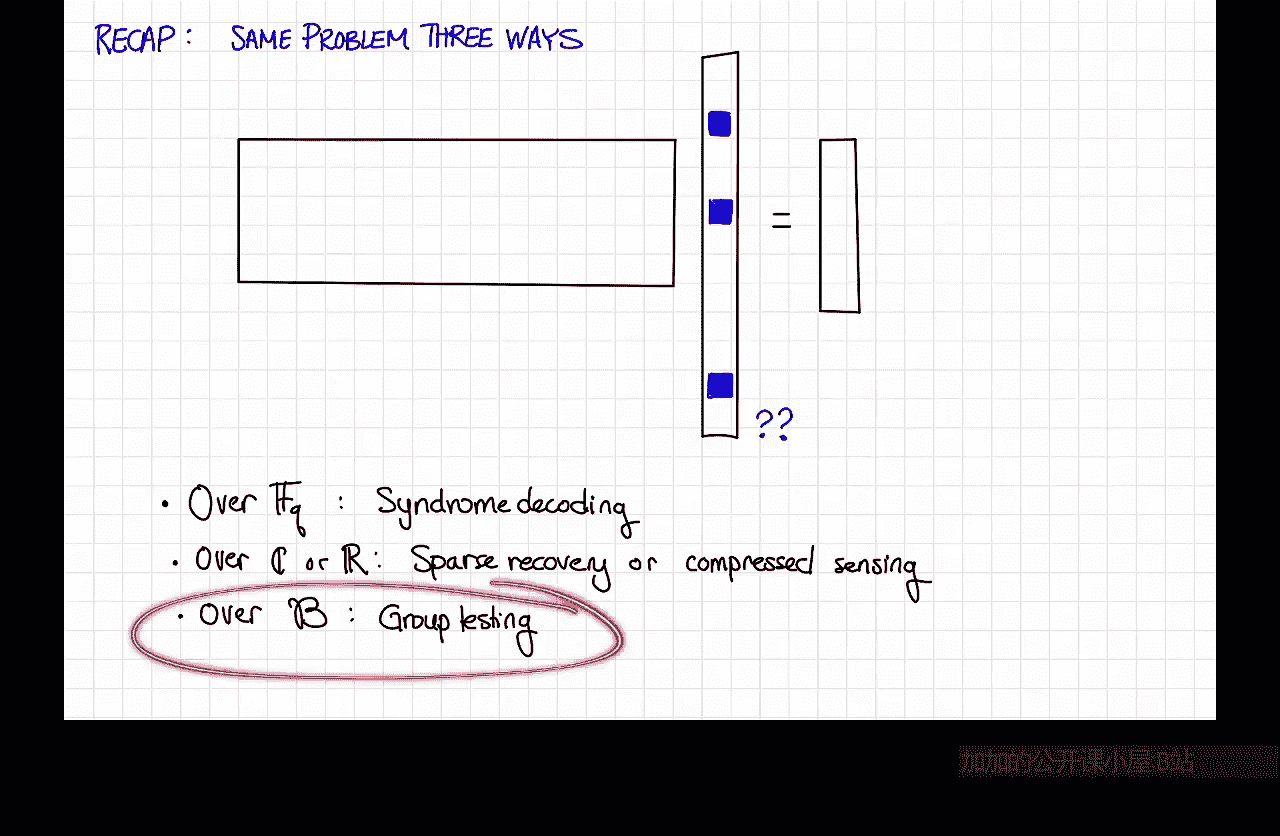 RECAP: SAME PROBLEM THREE WAYS
=
??
• Over 𝔽q : Syndrome decoding
• Over ℂ or ℝ: Sparse recovery or compressed sensing
• Over 𝔹 : Group testing
加加的公开课小屋 B站